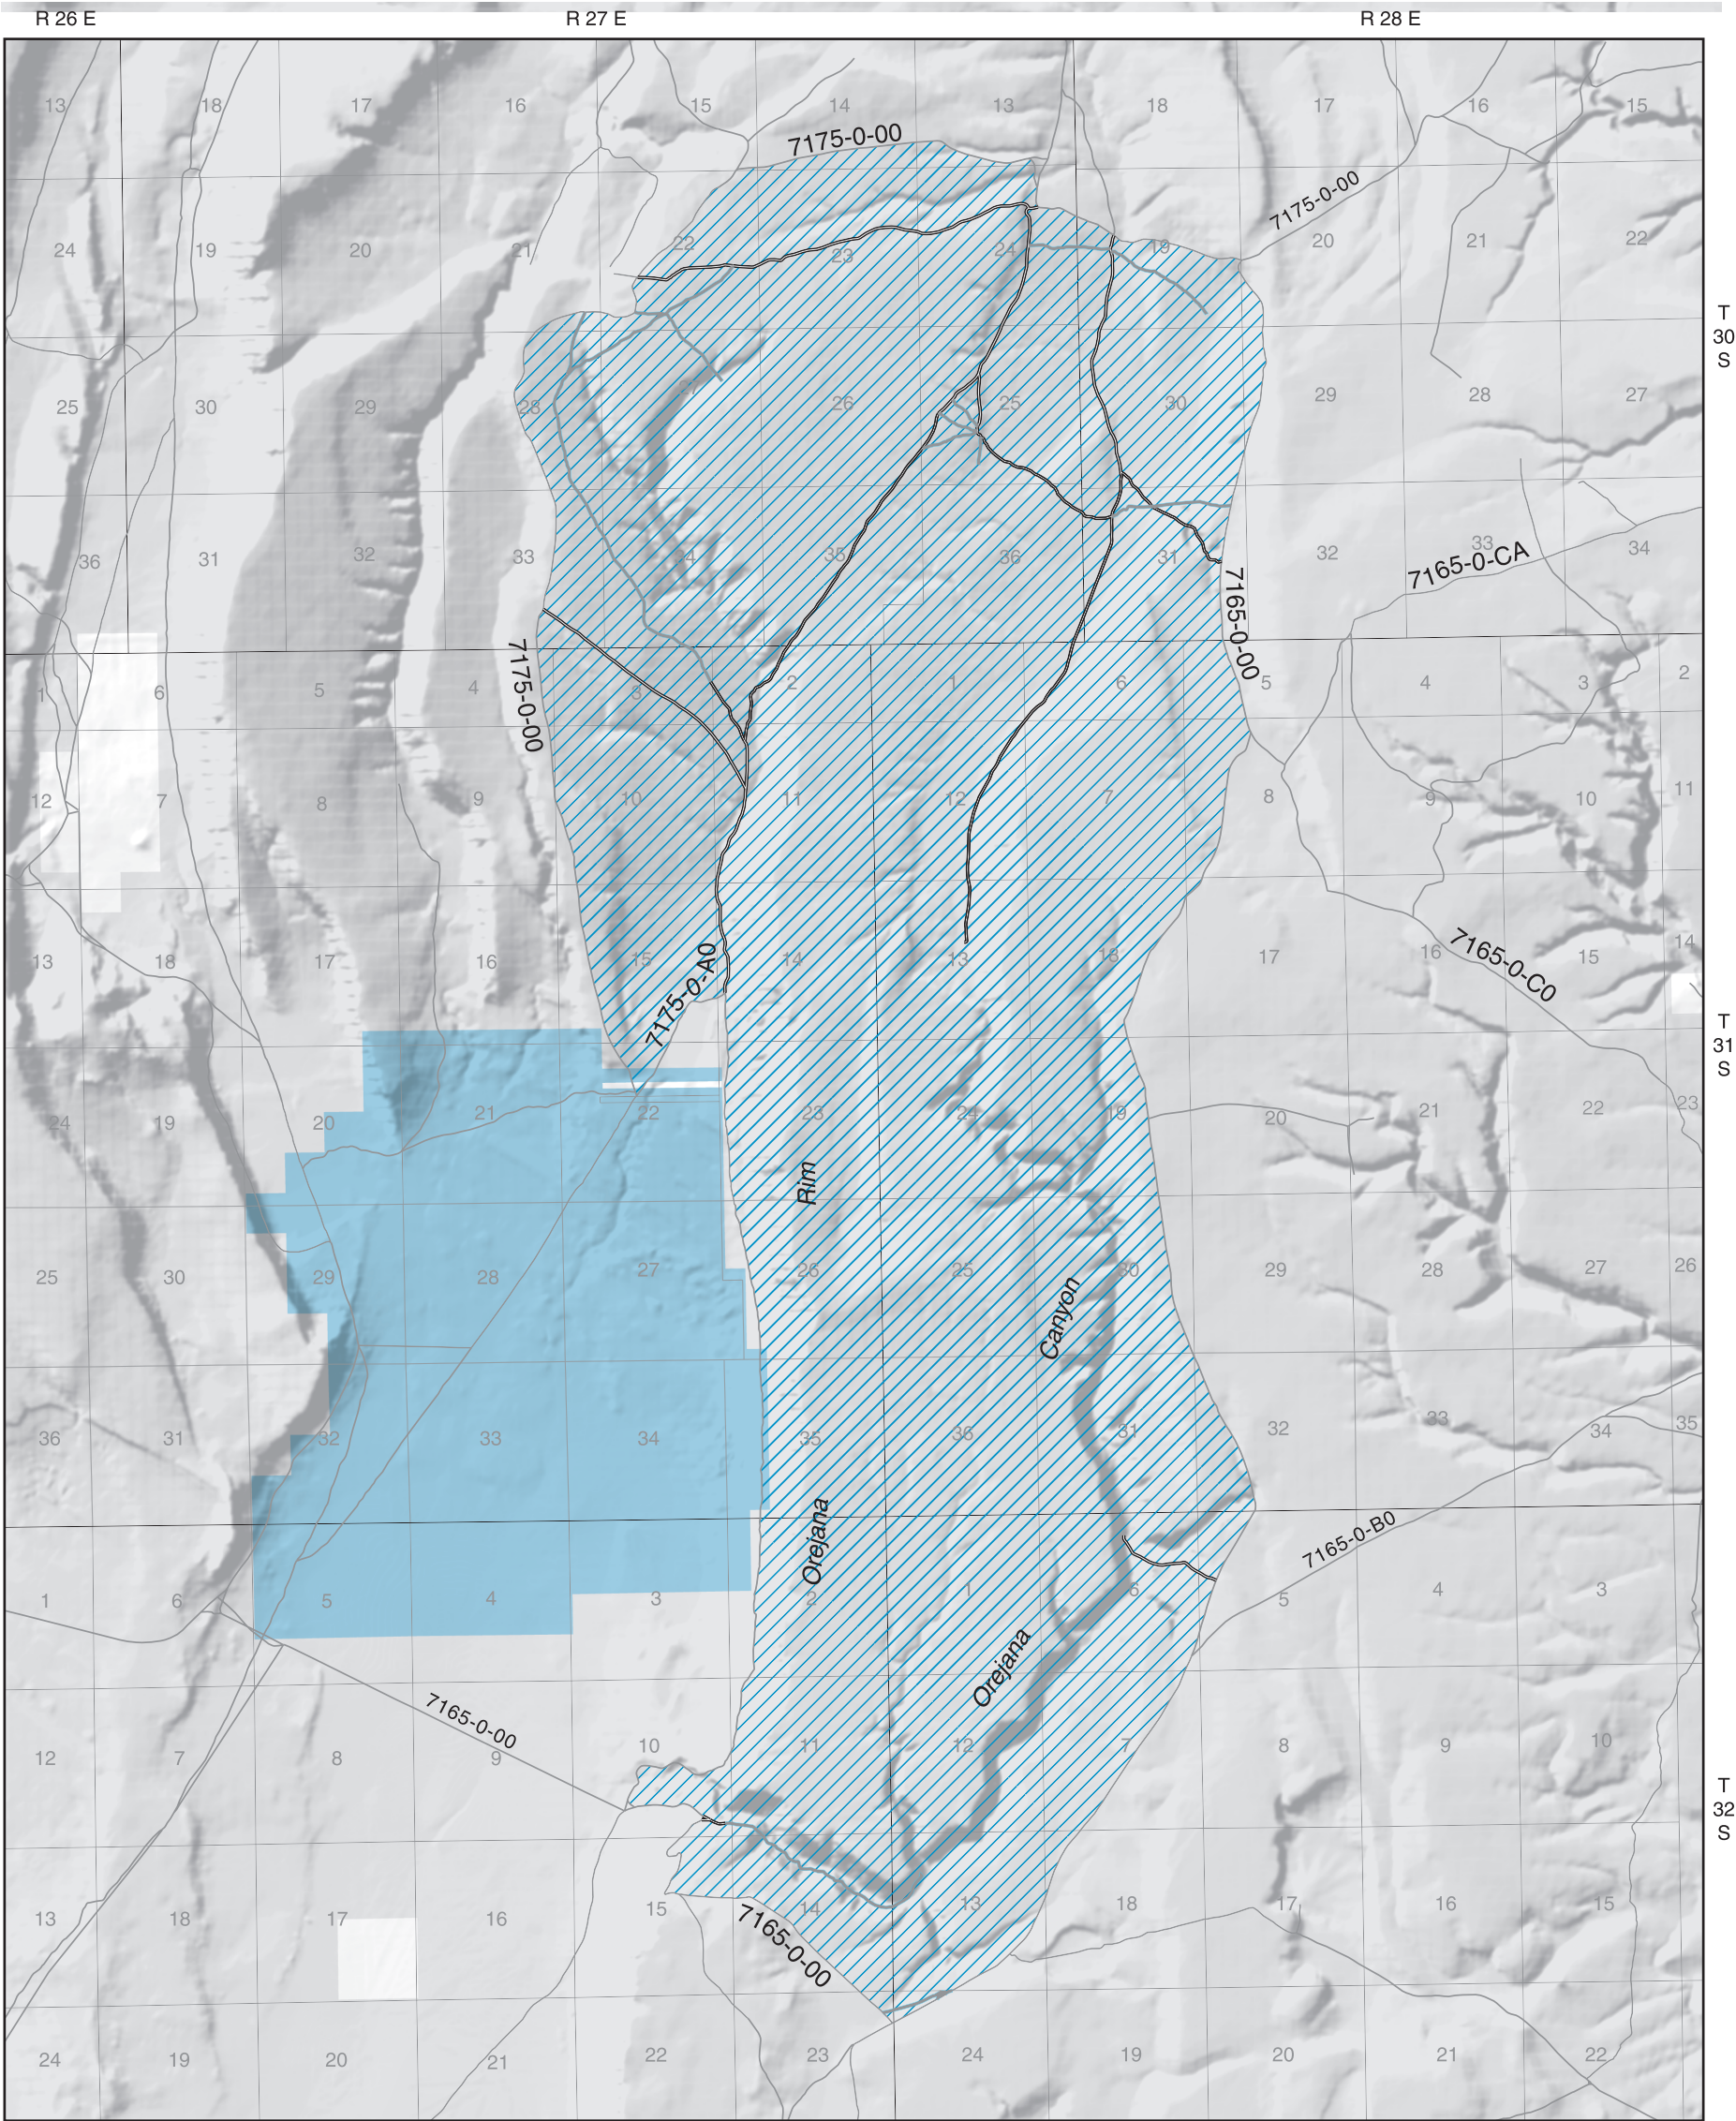 R 26 E R 27 E R 28 E
13 18 17 16 15 14 13 18 17 16 15
7175-0-00
7175-0-00
24 19 20 21 22 23 24 19 20 21 22
T
30
S
25 30 29 28 27 26 25 30 29 28 27
36 31 32 33 34 35 36 31 32 33 34
7165-0-CA
7165-0-00
7175-0-00
1 6 5 4 3 2 1 6 5 4 3 2
12 7 8 9 10 11 12 7 8 9 10 11
13 18 17 16 15 14 13 18 17 16 15 14
7175-0-A0
7165-0-C0
T
31
S
24 19 20 21 22 23 24 19 20 21 22 23
Rim
25 30 29 28 27 26 25 30 29 28 27 26
Canyon
36 31 32 33 34 35 36 31 32 33 34 35
Orejana
7165-0-B0
1 6 5 4 3 2 1 6 5 4 3
Orejana
7165-0-00
12 7 8 9 10 11 12 7 8 9 10
T
32
S
13 18 17 16 15 14 13 18 17 16 15
7165-0-00
24 19 20 21 22 23 24 19 20 21 22